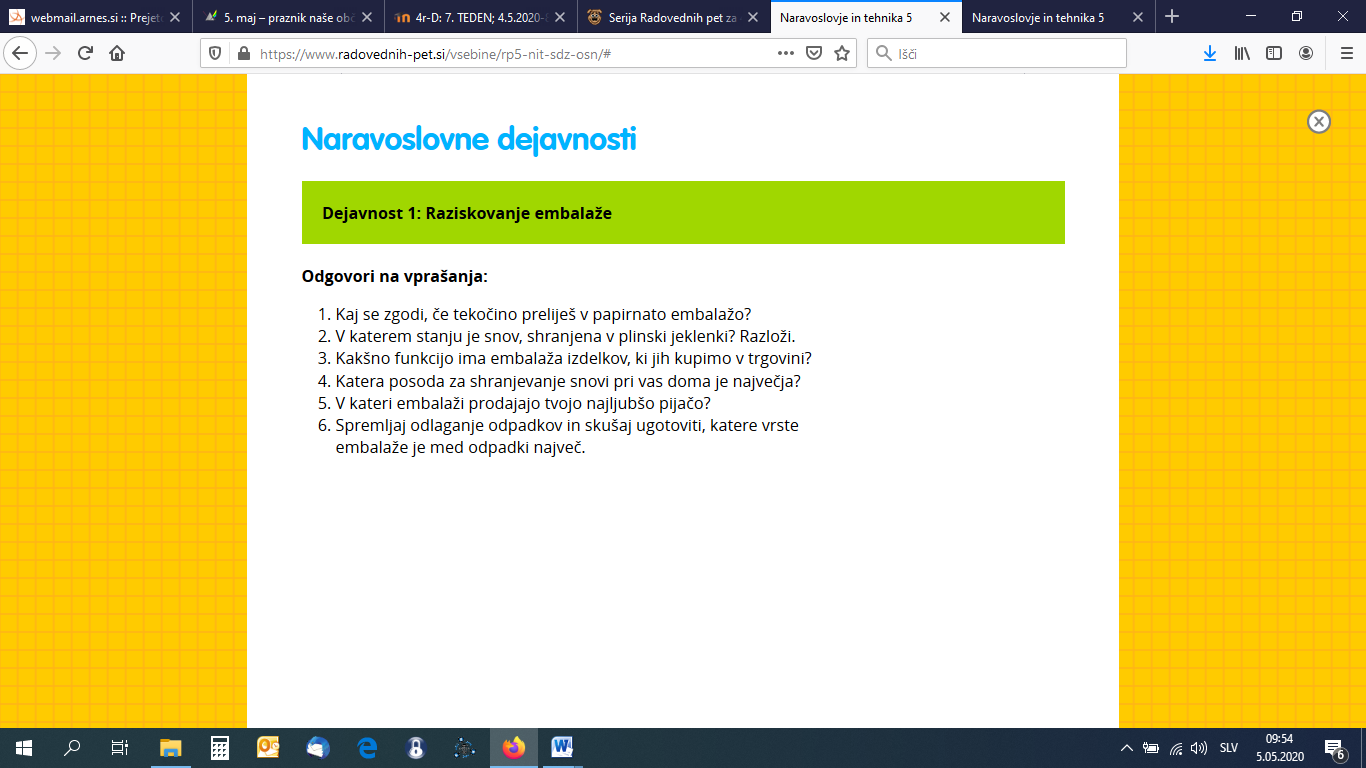 webmail.arnes.si :: Prejet
5. maj – praznik naše obč
4r-D: 7. TEDEN; 4.5.2020-
Serija Radovednih pet za
Naravoslovje in tehnika 5
Naravoslovje in tehnika 5
https://www.radovednih-pet.si/vsebine/rp5-nit-sdz-osn/#
Išči
Naravoslovne dejavnosti
Dejavnost 1: Raziskovanje embalaže
Odgovori na vprašanja:
1. Kaj se zgodi, če tekočino preliješ v papirnato embalažo?
2. V katerem stanju je snov, shranjena v plinski jeklenki? Razloži.
3. Kakšno funkcijo ima embalaža izdelkov, ki jih kupimo v trgovini?
4. Katera posoda za shranjevanje snovi pri vas doma je največja?
5. V kateri embalaži prodajajo tvojo najljubšo pijačo?
6. Spremljaj odlaganje odpadkov in skušaj ugotoviti, katere vrste
embalaže je med odpadki največ.
SLV
09:54
5.05.2020
6